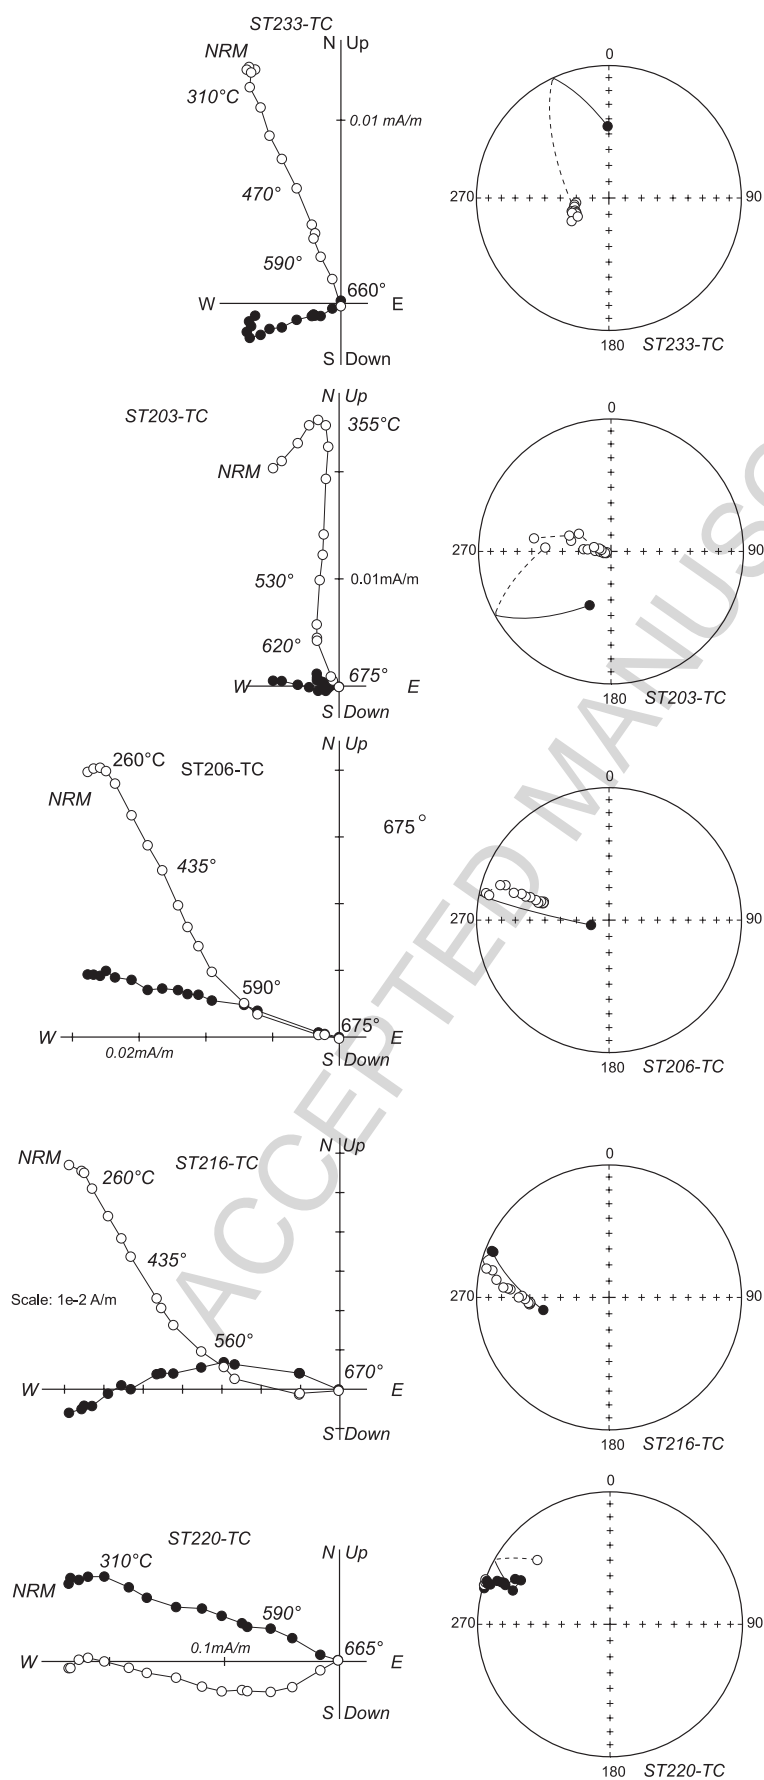 ST233-TC
N Up
NRM
310°C
0.01 mA/m
470°
590°
660°
W
E
S Down
0
270
90
180
ST233-TC
N Up
ST203-TC
355°C
NRM
530°
0.01mA/m
620°
675°
W
E
S Down
0
270
90
180
ST203-TC
N Up
260°C
ST206-TC
NRM
675°
435°
590°
675°
W
E
0.02mA/m
S Down
0
270
90
180
ST206-TC
N Up
NRM
ST216-TC
260°C
435°
Scale: 1e-2 A/m
560°
670°
W
E
S Down
0
270
90
180
ST216-TC
ST220-TC
N Up
310°C
NRM
590°
0.1mA/m
665°
W
E
S Down
0
270
90
180
ST220-TC
ACCEPTED MANUSC